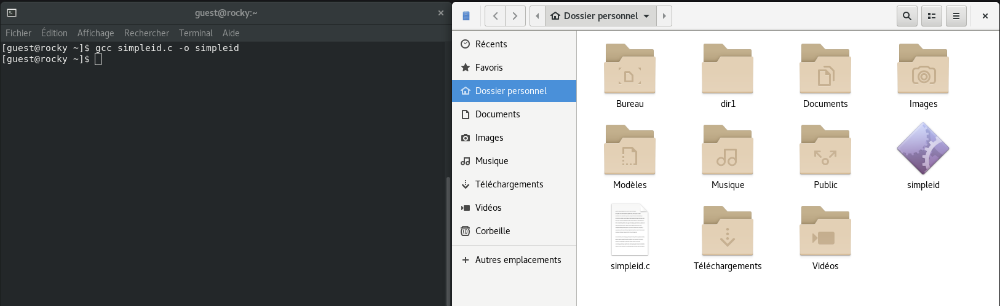 guest@rocky:~
Fichier Édition Affichage Rechercher Terminal Aide
[guest@rocky ~]$ gcc simpleid.c -o simpleid
[guest@rocky ~]$
Dossier personnel
Récents
Favoris
Dossier personnel
Documents
Images
Musique
Téléchargements
Vidéos
Corbeille
Autres emplacements
Bureau dir1 Documents Images
Modèles Musique Public simpleid
simpleid.c Téléchargements Vidéos